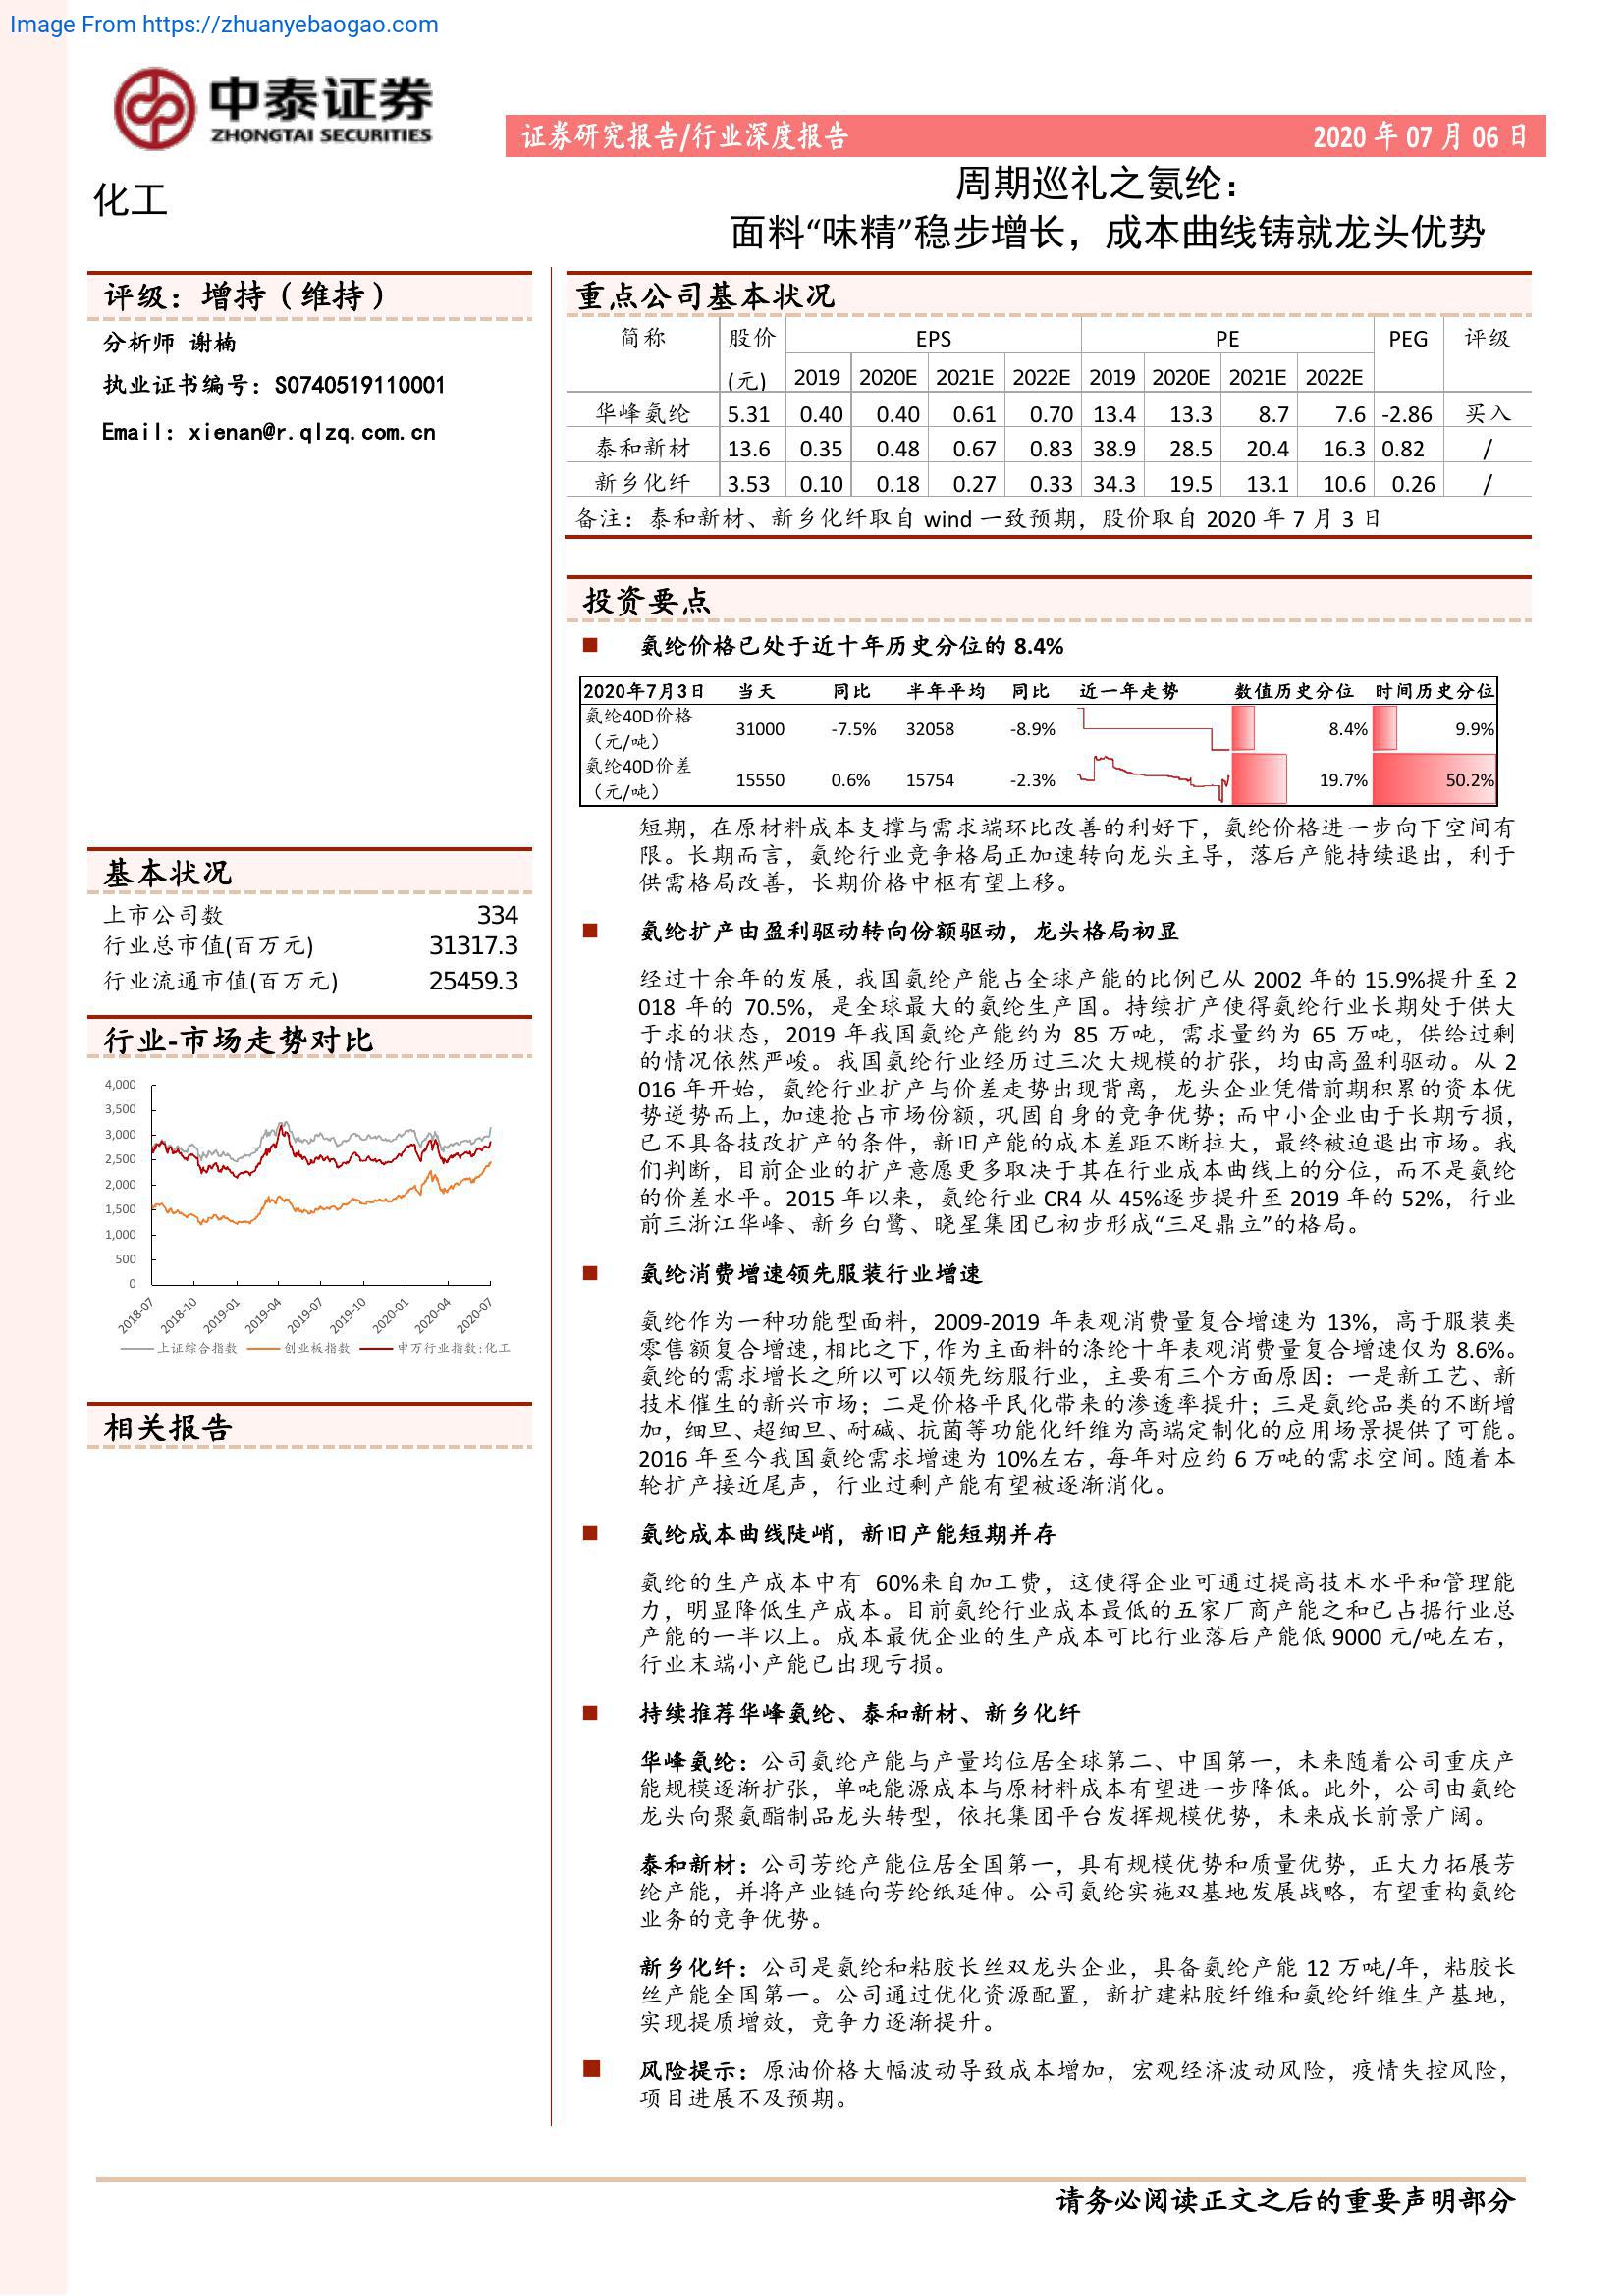 Image From https://zhuanyebaogao.com
中泰证券
ZHONGTAI SECURITIES
证券研究报告/行业深度报告 2020 年 07 月 06 日
化工
周期巡礼之氨纶：
面料“味精”稳步增长，成本曲线铸就龙头优势
评级：增持（维持）
分析师 谢楠
执业证书编号：S0740519110001
Email：xienan@r.qlzq.com.cn
基本状况
上市公司数 334
行业总市值(百万元) 31317.3
行业流通市值(百万元) 25459.3
行业-市场走势对比
4,000
3,500
3,000
2,500
2,000
1,500
1,000
500
0
2018-07 2018-10 2019-01 2019-04 2019-07 2019-10 2020-01 2020-04 2020-07
上证综合指数 创业板指数 申万行业指数:化工
相关报告
重点公司基本状况
简称 股价 EPS PE PEG 评级
(元) 2019 2020E 2021E 2022E 2019 2020E 2021E 2022E
华峰氨纶 5.31 0.40 0.40 0.61 0.70 13.4 13.3 8.7 7.6 -2.86 买入
泰和新材 13.6 0.35 0.48 0.67 0.83 38.9 28.5 20.4 16.3 0.82 /
新乡化纤 3.53 0.10 0.18 0.27 0.33 34.3 19.5 13.1 10.6 0.26 /
备注：泰和新材、新乡化纤取自 wind 一致预期，股价取自 2020 年 7 月 3 日
投资要点
氨纶价格已处于近十年历史分位的 8.4%
2020年7月3日 当天 同比 半年平均 同比 近一年走势 数值历史分位 时间历史分位
氨纶40D价格
（元/吨） 31000 -7.5% 32058 -8.9% 8.4% 9.9%
氨纶40D价差
（元/吨） 15550 0.6% 15754 -2.3% 19.7% 50.2%
短期，在原材料成本支撑与需求端环比改善的利好下，氨纶价格进一步向下空间有
限。长期而言，氨纶行业竞争格局正加速转向龙头主导，落后产能持续退出，利于
供需格局改善，长期价格中枢有望上移。
氨纶扩产由盈利驱动转向份额驱动，龙头格局初显
经过十余年的发展，我国氨纶产能占全球产能的比例已从 2002 年的 15.9%提升至 2
018 年的 70.5%，是全球最大的氨纶生产国。持续扩产使得氨纶行业长期处于供大
于求的状态，2019 年我国氨纶产能约为 85 万吨，需求量约为 65 万吨，供给过剩
的情况依然严峻。我国氨纶行业经历过三次大规模的扩张，均由高盈利驱动。从 2
016 年开始，氨纶行业扩产与价差走势出现背离，龙头企业凭借前期积累的资本优
势逆势而上，加速抢占市场份额，巩固自身的竞争优势；而中小企业由于长期亏损，
已不具备技改扩产的条件，新旧产能的成本差距不断拉大，最终被迫退出市场。我
们判断，目前企业的扩产意愿更多取决于其在行业成本曲线上的分位，而不是氨纶
的价差水平。2015 年以来，氨纶行业 CR4 从 45%逐步提升至 2019 年的 52%，行业
前三浙江华峰、新乡白鹭、晓星集团已初步形成“三足鼎立”的格局。
氨纶消费增速领先服装行业增速
氨纶作为一种功能型面料，2009-2019 年表观消费量复合增速为 13%，高于服装类
零售额复合增速，相比之下，作为主面料的涤纶十年表观消费量复合增速仅为 8.6%。
氨纶的需求增长之所以可以领先纺服行业，主要有三个方面原因：一是新工艺、新
技术催生的新兴市场；二是价格平民化带来的渗透率提升；三是氨纶品类的不断增
加，细旦、超细旦、耐碱、抗菌等功能化纤维为高端定制化的应用场景提供了可能。
2016 年至今我国氨纶需求增速为 10%左右，每年对应约 6 万吨的需求空间。随着本
轮扩产接近尾声，行业过剩产能有望被逐渐消化。
氨纶成本曲线陡峭，新旧产能短期并存
氨纶的生产成本中有 60%来自加工费，这使得企业可通过提高技术水平和管理能
力，明显降低生产成本。目前氨纶行业成本最低的五家厂商产能之和已占据行业总
产能的一半以上。成本最优企业的生产成本可比行业落后产能低 9000 元/吨左右，
行业末端小产能已出现亏损。
持续推荐华峰氨纶、泰和新材、新乡化纤
华峰氨纶：公司氨纶产能与产量均位居全球第二、中国第一，未来随着公司重庆产
能规模逐渐扩张，单吨能源成本与原材料成本有望进一步降低。此外，公司由氨纶
龙头向聚氨酯制品龙头转型，依托集团平台发挥规模优势，未来成长前景广阔。
泰和新材：公司芳纶产能位居全国第一，具有规模优势和质量优势，正大力拓展芳
纶产能，并将产业链向芳纶纸延伸。公司氨纶实施双基地发展战略，有望重构氨纶
业务的竞争优势。
新乡化纤：公司是氨纶和粘胶长丝双龙头企业，具备氨纶产能 12 万吨/年，粘胶长
丝产能全国第一。公司通过优化资源配置，新扩建粘胶纤维和氨纶纤维生产基地，
实现提质增效，竞争力逐渐提升。
风险提示：原油价格大幅波动导致成本增加，宏观经济波动风险，疫情失控风险，
项目进展不及预期。
请务必阅读正文之后的重要声明部分